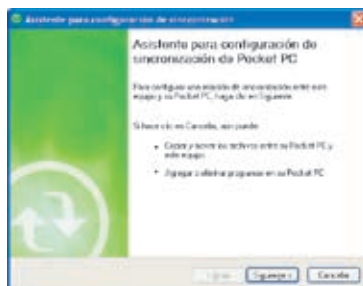 Asistente para configuración de sincronización
Asistente para configuración de
sincronización de Pocket PC
Para configurar una relación de sincronización entre este
equipo y su Pocket PC, haga clic en Siguiente.
Si hace clic en Cancelar, aún puede:
• Copiar y mover los archivos entre su Pocket PC y
este equipo.
• Agregar o eliminar programas en su Pocket PC
Siguiente >
Cancelar